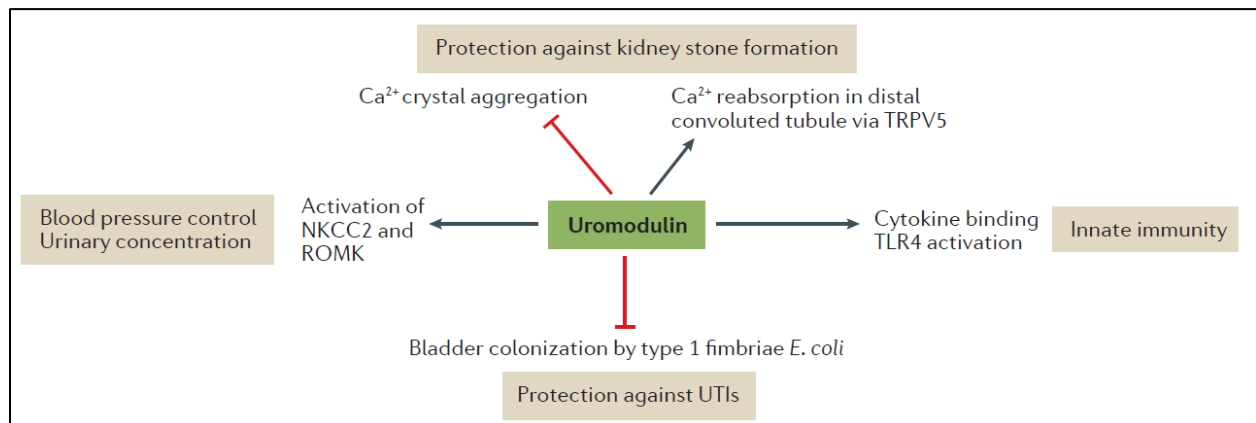 Protection against kidney stone formation
Ca²⁺ crystal aggregation
Ca²⁺ reabsorption in distal
convoluted tubule via TRPV5
Blood pressure control
Urinary concentration
Activation of
NKCC2 and
ROMK
Uromodulin
Cytokine binding
TLR4 activation
Innate immunity
Bladder colonization by type 1 fimbriae E. coli
Protection against UTIs